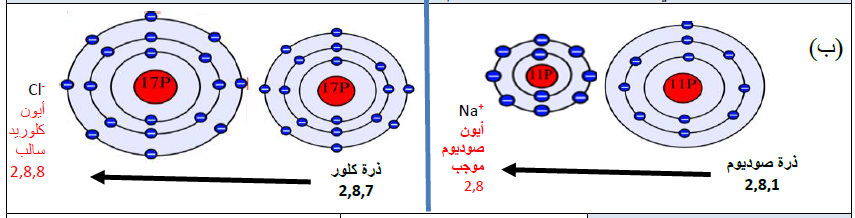 (ب)
11P
ذرة صوديوم
2,8,1
11P
Na⁺
أيون
صوديوم
موجب
2,8
17P
ذرة كلور
2,8,7
17P
Cl⁻
أيون
كلوريد
سالب
2,8,8